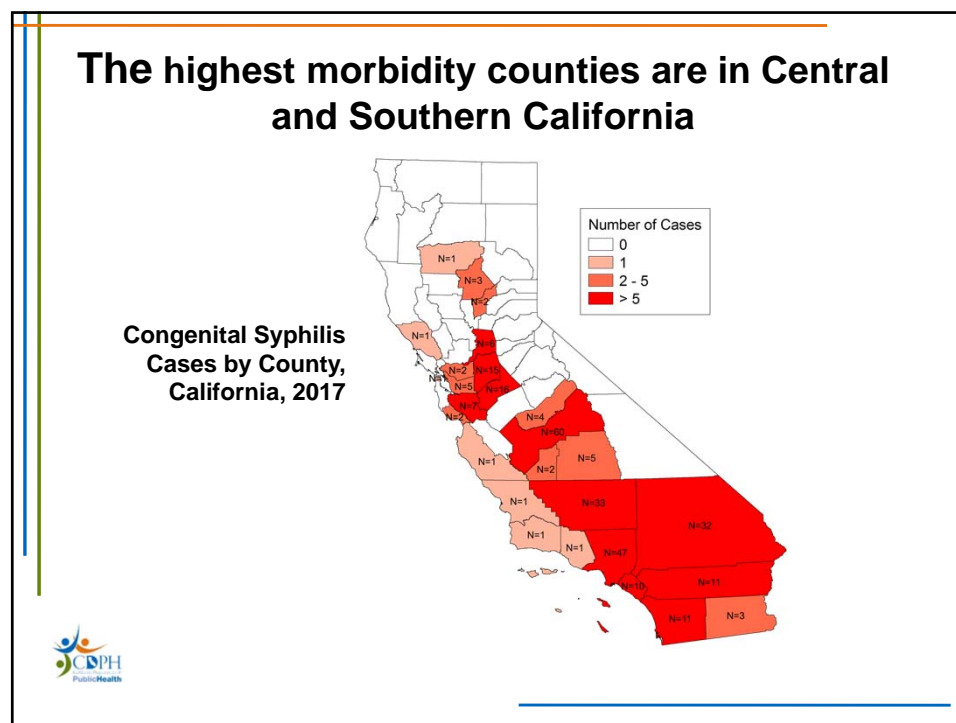 The highest morbidity counties are in Central
and Southern California
Number of Cases
0
1
2 - 5
> 5
Congenital Syphilis
Cases by County,
California, 2017
N=1
N=3
N=2
N=1
N=6
N=2
N=15
N=1
N=5
N=16
N=7
N=2
N=4
N=60
N=1
N=2
N=5
N=1
N=33
N=32
N=1
N=1
N=47
N=10
N=11
N=11
N=3
CDPH
PublicHealth